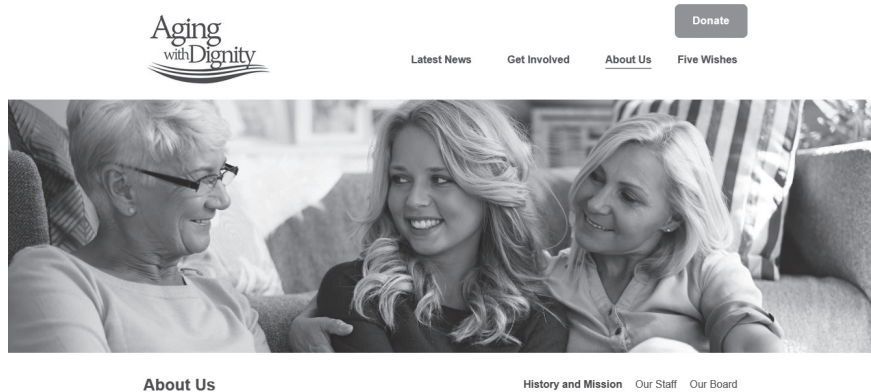 Donate
Aging
with Dignity
Latest News Get Involved About Us Five Wishes
About Us
History and Mission Our Staff Our Board